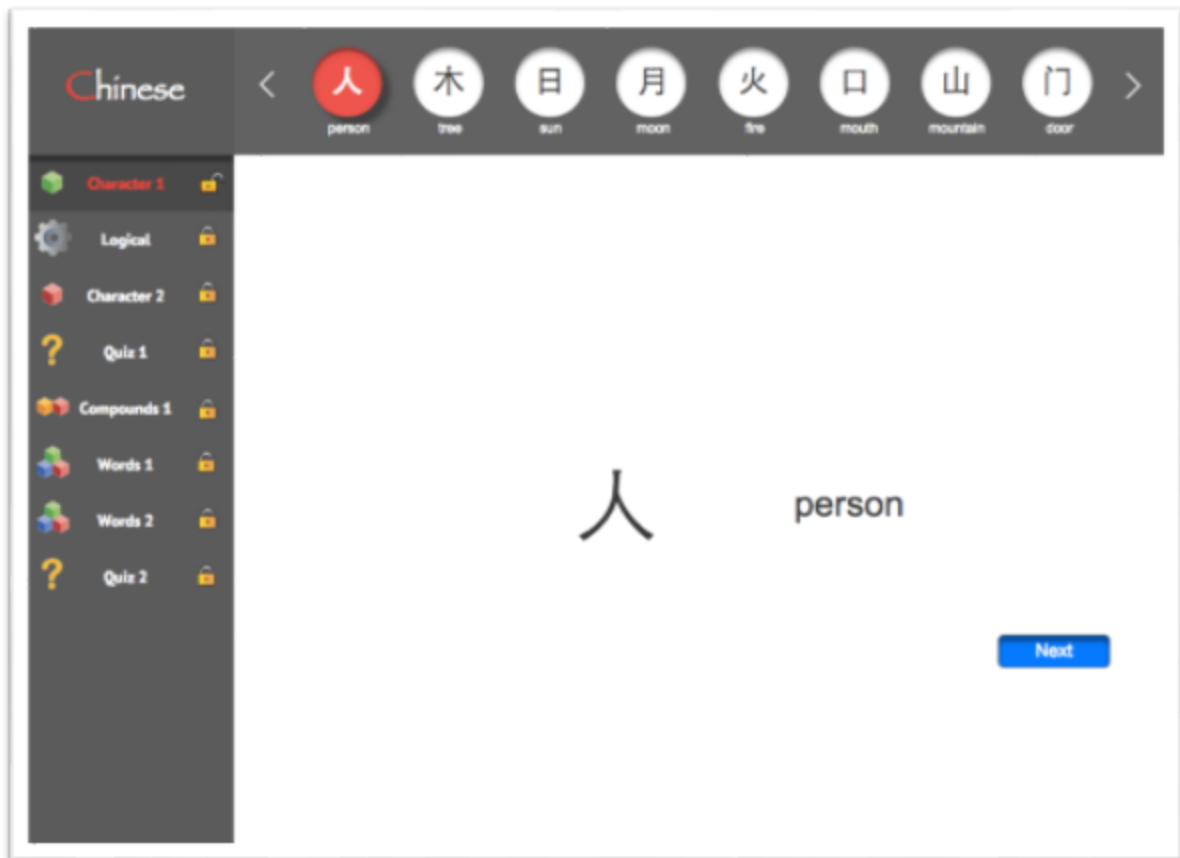 Chinese
人 木 日 月 火 口 山 门
person tree sun moon fire mouth mountain door
Character 1
Logical
Character 2
Quiz 1
Compounds 1
Words 1
Words 2
Quiz 2
人 person
Next